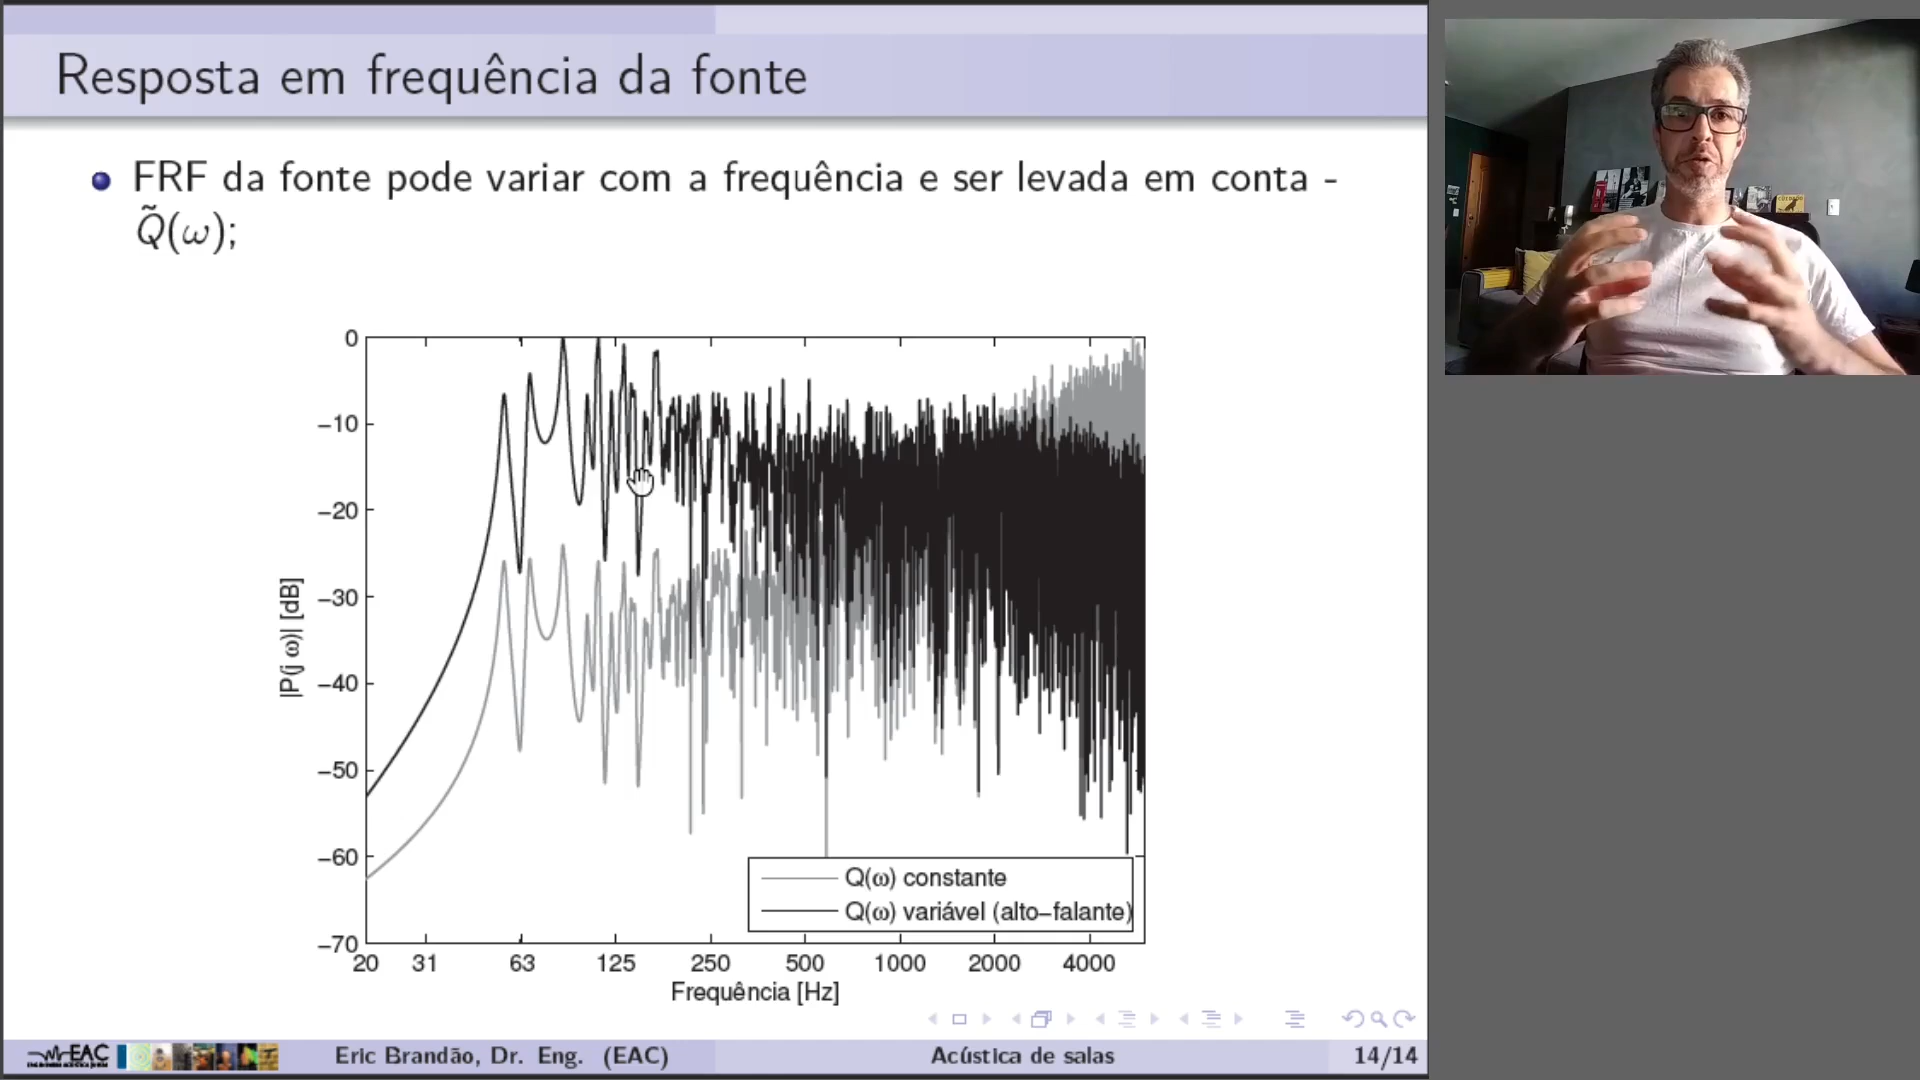 Resposta em frequência da fonte
FRF da fonte pode variar com a frequência e ser levada em conta -
Q̃(ω);
0
−10
−20
−30
−40
−50
−60
−70
|P(j ω)| [dB]
Q(ω) constante
Q(ω) variável (alto−falante)
20 31 63 125 250 500 1000 2000 4000
Frequência [Hz]
EAC
Eric Brandão, Dr. Eng. (EAC)
Acústica de salas
14/14